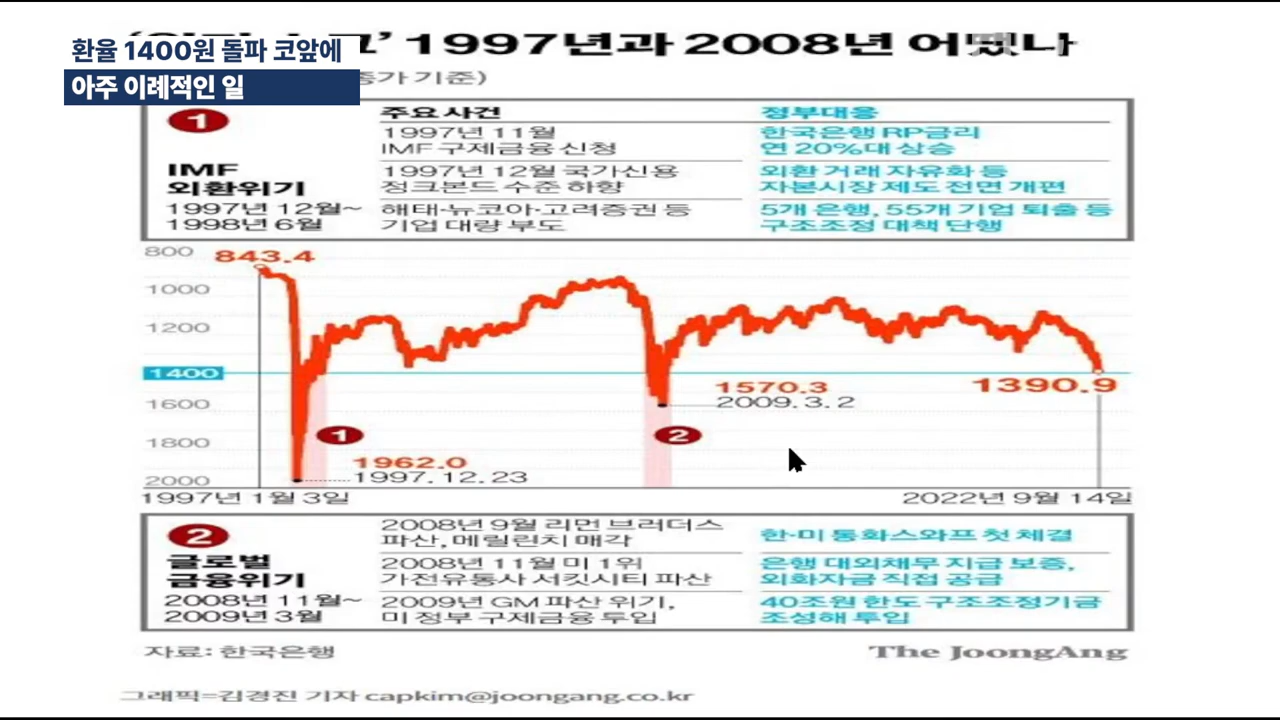 환율 1400원 돌파 코앞에
아주 이례적인 일
1997년과 2008년 어땠나
종가 기준)
1
IMF
외환위기
1997년 12월~
1998년 6월
주요 사건
정부대응
1997년 11월
IMF 구제금융 신청
한국은행 RP금리
연 20%대 상승
1997년 12월 국가신용
정크본드 수준 하향
외환 거래 자유화 등
자본시장 제도 전면 개편
해태·뉴코아·고려증권 등
기업 대량 부도
5개 은행, 55개 기업 퇴출 등
구조조정 대책 단행
800
1000
1200
1400
1600
1800
2000
843.4
1
1962.0
1997.12.23
1570.3
2009.3.2
2
1390.9
1997년 1월 3일
2022년 9월 14일
2
글로벌
금융위기
2008년 11월~
2009년 3월
2008년 9월 리먼 브러더스
파산, 메릴린치 매각
한·미 통화스와프 첫 체결
2008년 11월 미 1위
가전유통사 서킷시티 파산
은행 대외채무 지급 보증,
외화자금 직접 공급
2009년 GM 파산 위기,
미 정부 구제금융 투입
40조원 한도 구조조정기금
조성해 투입
자료: 한국은행
The JoongAng
그래픽=김경진 기자 capkim@joongang.co.kr